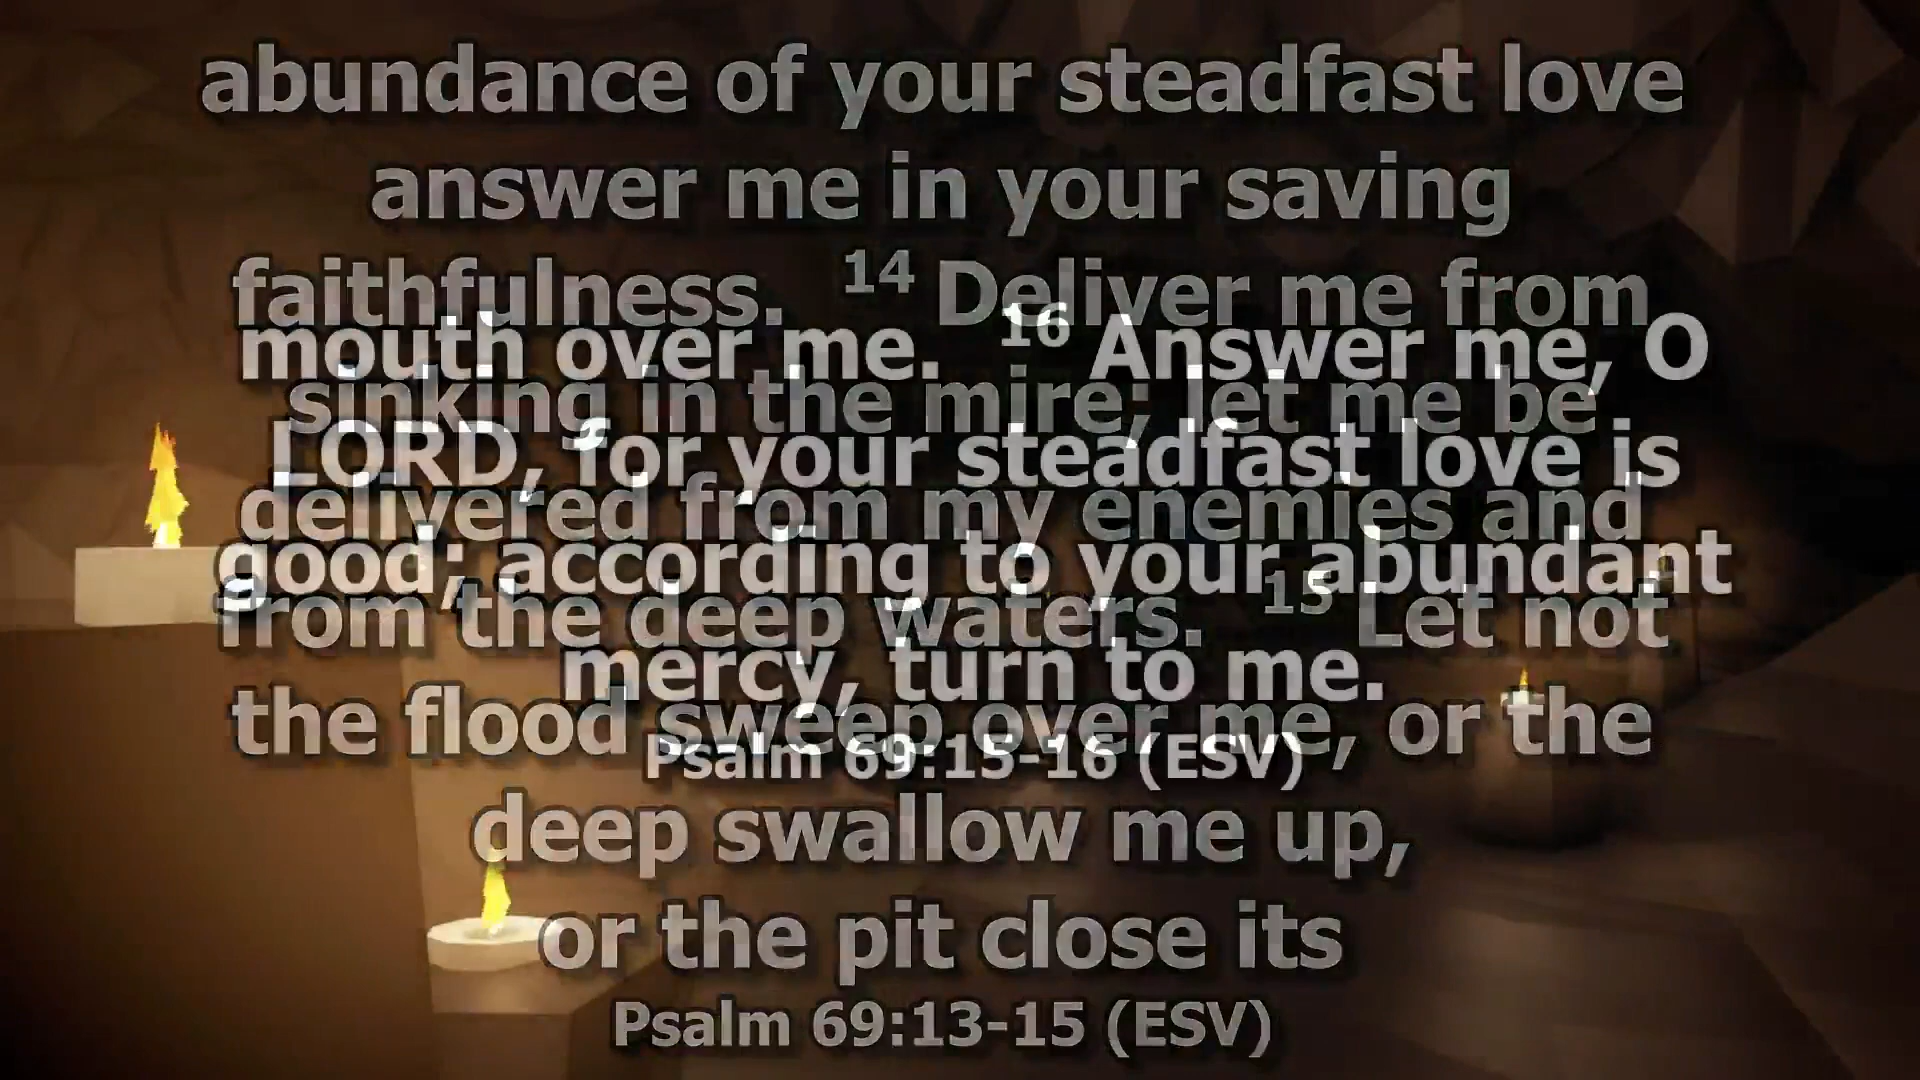 abundance of your steadfast love
answer me in your saving
faithfulness. 14 Deliver me from
sinking in the mire; let me be
delivered from my enemies and
from the deep waters. 15 Let not
the flood sweep over me, or the
deep swallow me up,
or the pit close its
Psalm 69:13-15 (ESV)
mouth over me. 16 Answer me, O
LORD, for your steadfast love is
good; according to your abundant
mercy, turn to me.
Psalm 69:15-16 (ESV)